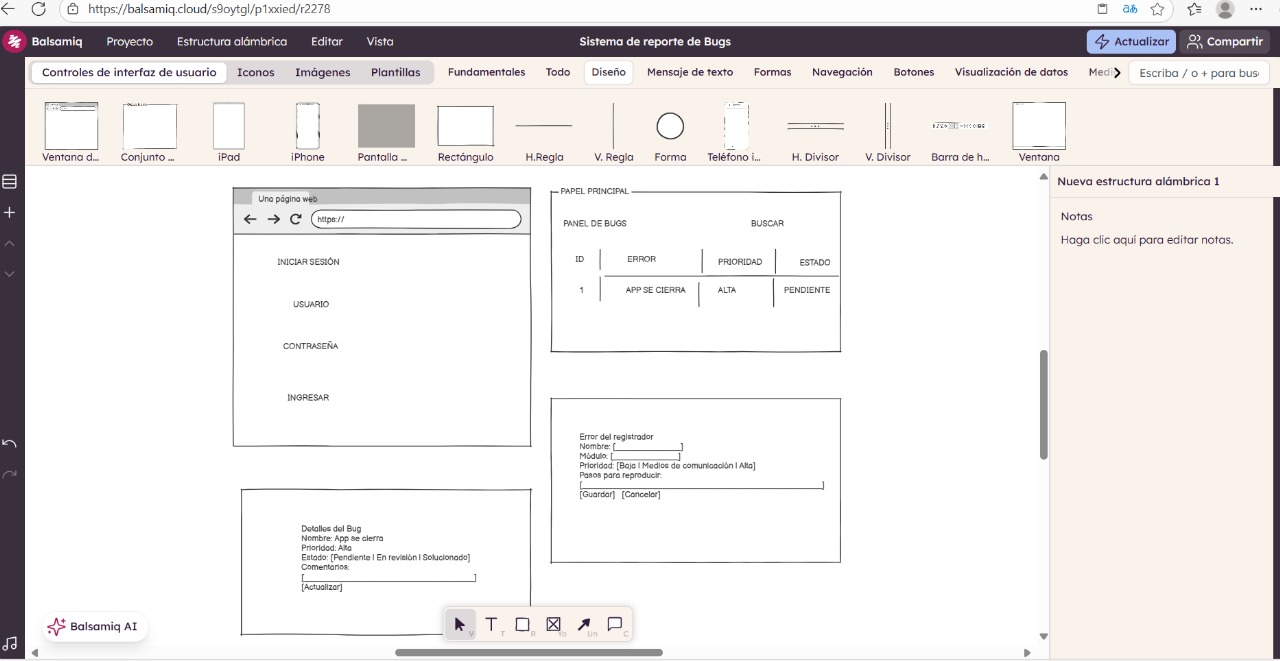 https://balsamiq.cloud/s9oytgl/p1xxied/r2278
Balsamiq Proyecto Estructura alámbrica Editar Vista Sistema de reporte de Bugs Actualizar Compartir
Controles de interfaz de usuario Iconos Imágenes Plantillas Fundamentales Todo Diseño Mensaje de texto Formas Navegación Botones Visualización de datos Medi Escriba / o + para bus
Ventana d... Conjunto ... iPad iPhone Pantalla ... Rectángulo H.Regla V. Regla Forma Teléfono i... H. Divisor V. Divisor Barra de h... Ventana
Nueva estructura alámbrica 1
Notas
Haga clic aquí para editar notas.
Una página web
https://
INICIAR SESIÓN
USUARIO
CONTRASEÑA
INGRESAR
PAPEL PRINCIPAL
PANEL DE BUGS BUSCAR
ID ERROR PRIORIDAD ESTADO
1 APP SE CIERRA ALTA PENDIENTE
Error del registrador
Nombre: [______________]
Módulo: [______________]
Prioridad: [Baja | Medios de comunicación | Alta]
Pasos para reproducir:
[__________________________________________________]
[Guardar] [Cancelar]
Detalles del Bug
Nombre: App se cierra
Prioridad: Alta
Estado: [Pendiente | En revisión | Solucionado]
Comentarios:
[___________________________________]
[Actualizar]
Balsamiq AI
V T T R Yo Un C